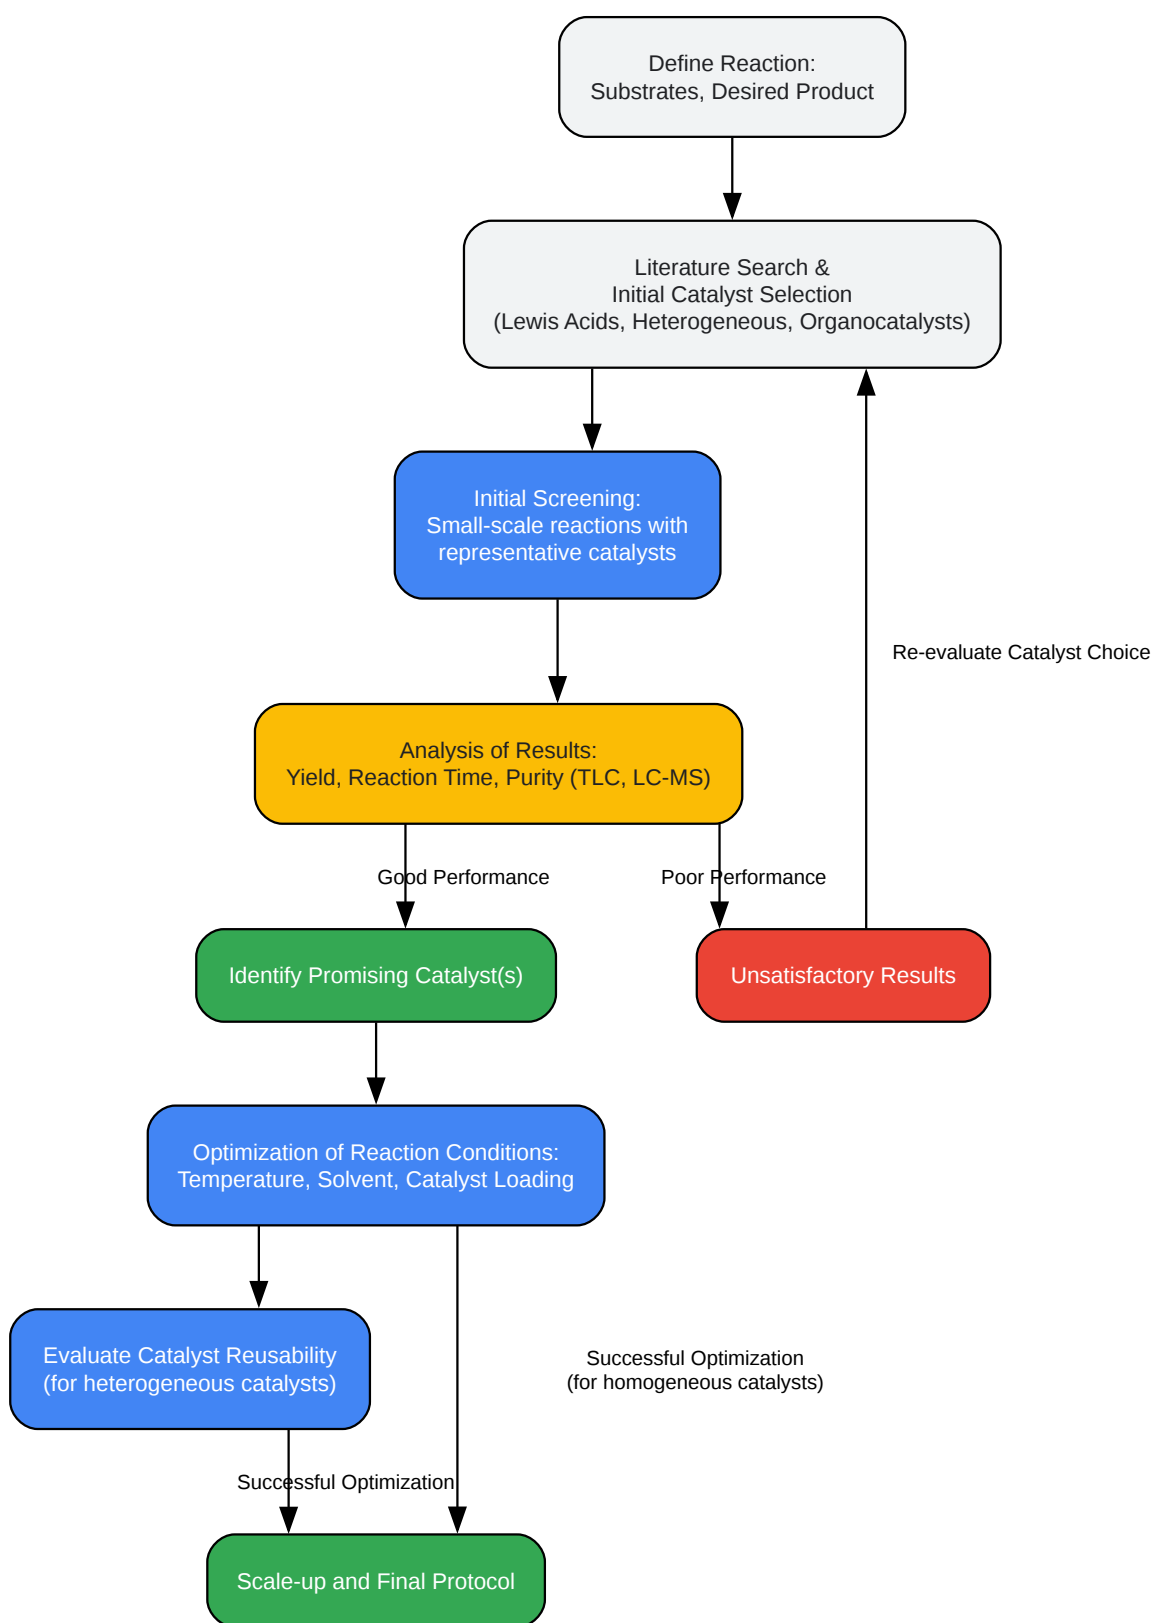 Define Reaction:
Substrates, Desired Product
Literature Search &
Initial Catalyst Selection
(Lewis Acids, Heterogeneous, Organocatalysts)
Initial Screening:
Small-scale reactions with
representative catalysts
Re-evaluate Catalyst Choice
Analysis of Results:
Yield, Reaction Time, Purity (TLC, LC-MS)
Good Performance
Poor Performance
Identify Promising Catalyst(s)
Unsatisfactory Results
Optimization of Reaction Conditions:
Temperature, Solvent, Catalyst Loading
Evaluate Catalyst Reusability
(for heterogeneous catalysts)
Successful Optimization
(for homogeneous catalysts)
Successful Optimization
Scale-up and Final Protocol